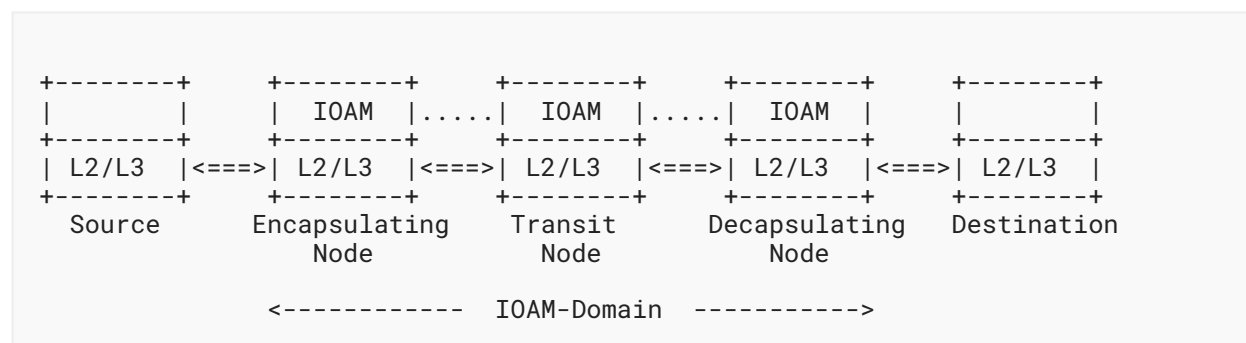 +--------+     +--------+     +--------+     +--------+     +--------+
|        |     |  IOAM  |.....|  IOAM  |.....|  IOAM  |     |        |
+--------+     +--------+     +--------+     +--------+     +--------+
| L2/L3  |<===>| L2/L3  |<===>| L2/L3  |<===>| L2/L3  |<===>| L2/L3  |
+--------+     +--------+     +--------+     +--------+     +--------+
  Source      Encapsulating    Transit      Decapsulating   Destination
                  Node           Node            Node

               <------------  IOAM-Domain  ----------->